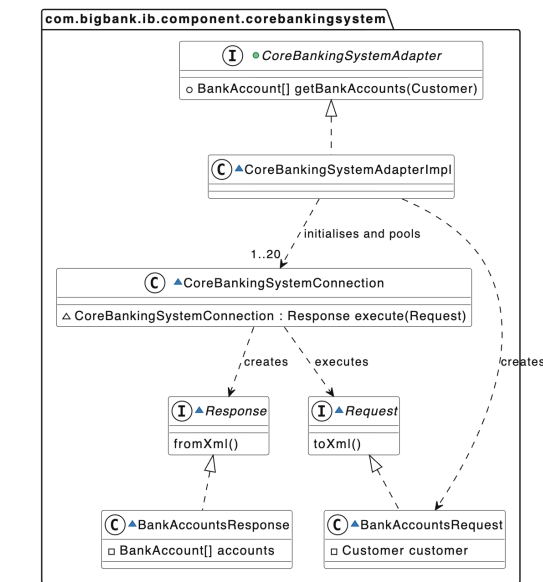 com.bigbank.ib.component.corebankingsystem
I CoreBankingSystemAdapter
BankAccount[] getBankAccounts(Customer)
C CoreBankingSystemAdapterImpl
initialises and pools
1..20
C CoreBankingSystemConnection
CoreBankingSystemConnection : Response execute(Request)
creates
executes
creates
I Response
fromXml()
I Request
toXml()
C BankAccountsResponse
BankAccount[] accounts
C BankAccountsRequest
Customer customer